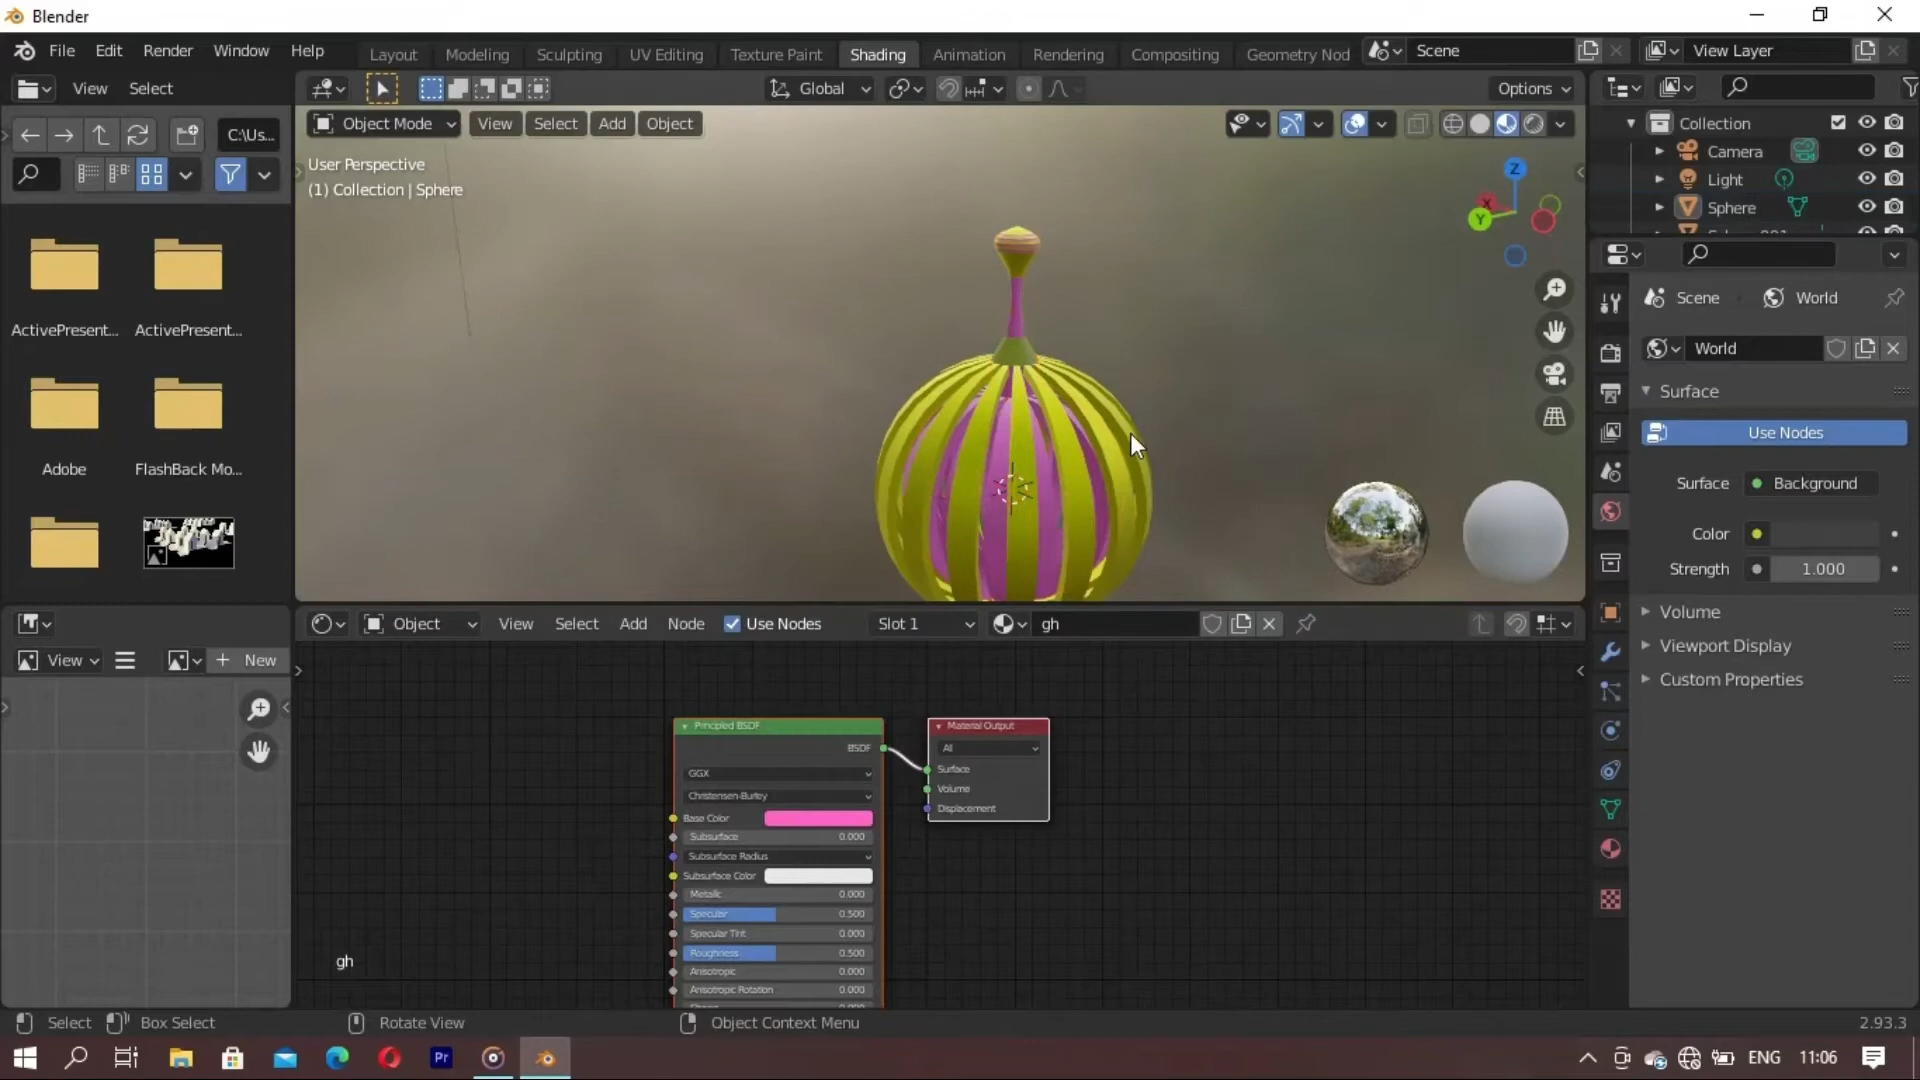 Blender
File Edit Render Window Help Layout Modeling Sculpting UV Editing Texture Paint Shading Animation Rendering Compositing Geometry Nod Scene View Layer
View Select Global Options
C:\Us... Object Mode View Select Add Object
User Perspective
(1) Collection | Sphere
Z
X
Y
ActivePresent... ActivePresent...
Adobe FlashBack Mo...
Collection
Camera
Light
Sphere
Scene World
World
Surface
Use Nodes
Surface Background
Color
Strength 1.000
Volume
Viewport Display
Custom Properties
Object View Select Add Node Use Nodes Slot 1 gh
View New
Principled BSDF
BSDF
GGX
Christensen-Burley
Base Color
Subsurface 0.000
Subsurface Radius
Subsurface Color
Metallic 0.000
Specular 0.500
Specular Tint 0.000
Roughness 0.500
Anisotropic 0.000
Anisotropic Rotation 0.000
Material Output
All
Surface
Volume
Displacement
gh
Select Box Select Rotate View Object Context Menu 2.93.3
Pr ENG 11:06